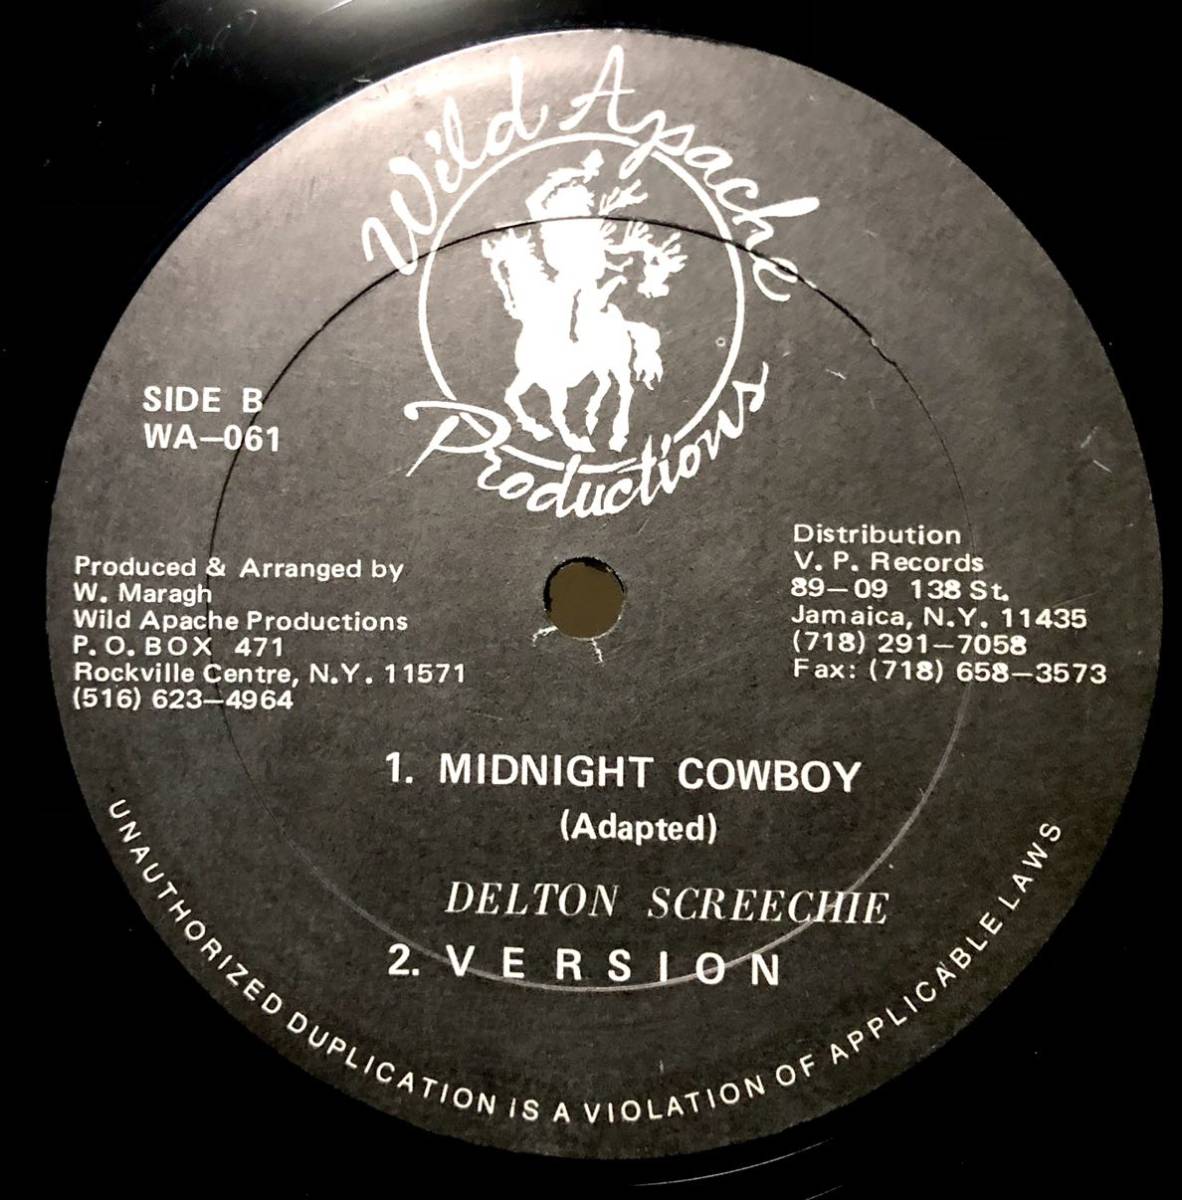 Wild Apache
Productions
SIDE B
WA—061
Produced & Arranged by
W. Maragh
Wild Apache Productions
P. O. BOX 471
Rockville Centre, N.Y. 11571
(516) 623—4964
Distribution
V. P. Records
89—09 138 St.
Jamaica, N.Y. 11435
(718) 291—7058
Fax: (718) 658—3573
1. MIDNIGHT COWBOY
(Adapted)
DELTON SCREECHIE
2. VERSION
UNAUTHORIZED DUPLICATION IS A VIOLATION OF APPLICABLE LAWS